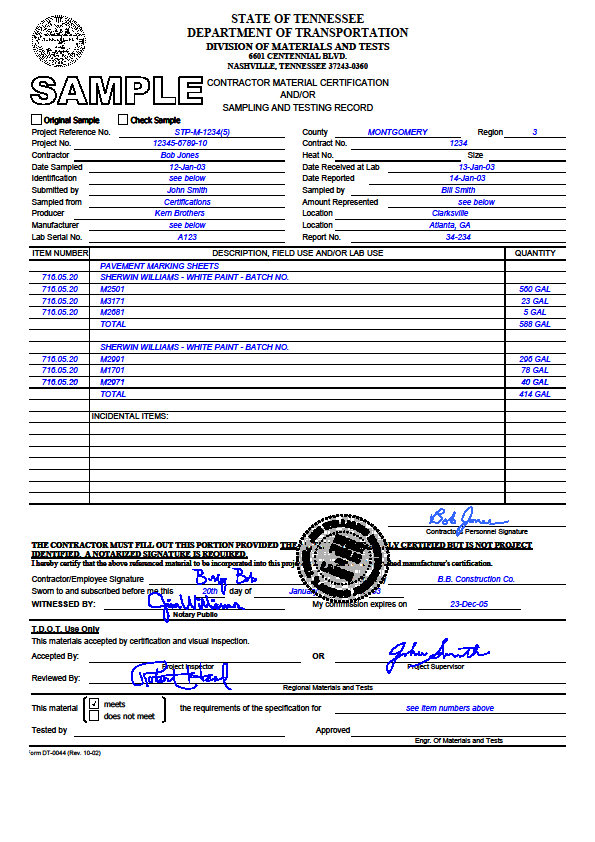 STATE OF TENNESSEE
DEPARTMENT OF TRANSPORTATION
DIVISION OF MATERIALS AND TESTS
6601 CENTENNIAL BLVD.
NASHVILLE, TENNESSEE 37243-0360
SAMPLE
CONTRACTOR MATERIAL CERTIFICATION
AND/OR
SAMPLING AND TESTING RECORD
Original Sample Check Sample
Project Reference No. STP-M-1234(5) County MONTGOMERY Region 3
Project No. 12345-6789-10 Contract No. 1234
Contractor Bob Jones Heat No. Size
Date Sampled 12-Jan-03 Date Received at Lab 13-Jan-03
Identification see below Date Reported 14-Jan-03
Submitted by John Smith Sampled by Bill Smith
Sampled from Certifications Amount Represented see below
Producer Kem Brothers Location Clarksville
Manufacturer see below Location Atlanta, GA
Lab Serial No. A123 Report No. 34-234
ITEM NUMBER DESCRIPTION, FIELD USE AND/OR LAB USE QUANTITY
PAVEMENT MARKING SHEETS
716.05.20 SHERWIN WILLIAMS - WHITE PAINT - BATCH NO.
716.05.20 M2501 560 GAL
716.05.20 M3171 23 GAL
716.05.20 M2681 5 GAL
TOTAL 588 GAL
SHERWIN WILLIAMS - WHITE PAINT - BATCH NO.
716.05.20 M2991 296 GAL
716.05.20 M1701 78 GAL
716.05.20 M2971 40 GAL
TOTAL 414 GAL
INCIDENTAL ITEMS:
Bob Jones
Contractor Personnel Signature
THE CONTRACTOR MUST FILL OUT THIS PORTION PROVIDED THE LY CERTIFIED BUT IS NOT PROJECT
IDENTIFIED. A NOTARIZED SIGNATURE IS REQUIRED.
I hereby certify that the above referenced material to be incorporated into this project hed manufacturer's certification.
Contractor/Employee Signature Bob B.B. Construction Co.
Sworn to and subscribed before me this 20th day of January 3
WITNESSED BY: Jim Williams My commission expires on 23-Dec-05
Notary Public
T.D.O.T. Use Only
This materials accepted by certification and visual inspection.
Accepted By: OR John Smith
Project Inspector Project Supervisor
Reviewed By:
Regional Materials and Tests
This material meets the requirements of the specification for see item numbers above
does not meet
Tested by Approved
Engr. Of Materials and Tests
Form DT-0044 (Rev. 10-02)